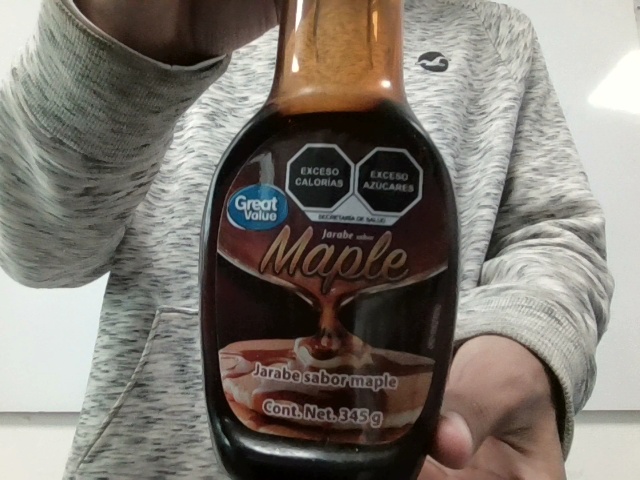 EXCESO
CALORÍAS
EXCESO
AZÚCARES
SECRETARÍA DE SALUD
Great
Value
Jarabe sabor
Maple
Jarabe sabor maple
Cont. Net. 345 g